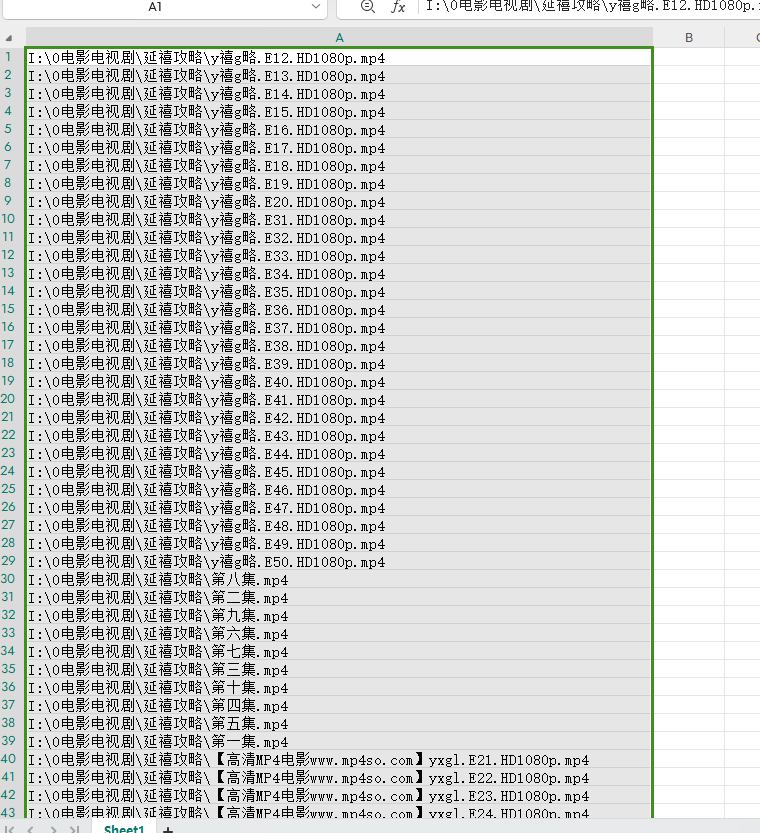 A1
I:\0电影电视剧\延禧攻略\y禧g略.E12.HD1080p.
A
B
1 I:\0电影电视剧\延禧攻略\y禧g略.E12.HD1080p.mp4
2 I:\0电影电视剧\延禧攻略\y禧g略.E13.HD1080p.mp4
3 I:\0电影电视剧\延禧攻略\y禧g略.E14.HD1080p.mp4
4 I:\0电影电视剧\延禧攻略\y禧g略.E15.HD1080p.mp4
5 I:\0电影电视剧\延禧攻略\y禧g略.E16.HD1080p.mp4
6 I:\0电影电视剧\延禧攻略\y禧g略.E17.HD1080p.mp4
7 I:\0电影电视剧\延禧攻略\y禧g略.E18.HD1080p.mp4
8 I:\0电影电视剧\延禧攻略\y禧g略.E19.HD1080p.mp4
9 I:\0电影电视剧\延禧攻略\y禧g略.E20.HD1080p.mp4
10 I:\0电影电视剧\延禧攻略\y禧g略.E31.HD1080p.mp4
11 I:\0电影电视剧\延禧攻略\y禧g略.E32.HD1080p.mp4
12 I:\0电影电视剧\延禧攻略\y禧g略.E33.HD1080p.mp4
13 I:\0电影电视剧\延禧攻略\y禧g略.E34.HD1080p.mp4
14 I:\0电影电视剧\延禧攻略\y禧g略.E35.HD1080p.mp4
15 I:\0电影电视剧\延禧攻略\y禧g略.E36.HD1080p.mp4
16 I:\0电影电视剧\延禧攻略\y禧g略.E37.HD1080p.mp4
17 I:\0电影电视剧\延禧攻略\y禧g略.E38.HD1080p.mp4
18 I:\0电影电视剧\延禧攻略\y禧g略.E39.HD1080p.mp4
19 I:\0电影电视剧\延禧攻略\y禧g略.E40.HD1080p.mp4
20 I:\0电影电视剧\延禧攻略\y禧g略.E41.HD1080p.mp4
21 I:\0电影电视剧\延禧攻略\y禧g略.E42.HD1080p.mp4
22 I:\0电影电视剧\延禧攻略\y禧g略.E43.HD1080p.mp4
23 I:\0电影电视剧\延禧攻略\y禧g略.E44.HD1080p.mp4
24 I:\0电影电视剧\延禧攻略\y禧g略.E45.HD1080p.mp4
25 I:\0电影电视剧\延禧攻略\y禧g略.E46.HD1080p.mp4
26 I:\0电影电视剧\延禧攻略\y禧g略.E47.HD1080p.mp4
27 I:\0电影电视剧\延禧攻略\y禧g略.E48.HD1080p.mp4
28 I:\0电影电视剧\延禧攻略\y禧g略.E49.HD1080p.mp4
29 I:\0电影电视剧\延禧攻略\y禧g略.E50.HD1080p.mp4
30 I:\0电影电视剧\延禧攻略\第八集.mp4
31 I:\0电影电视剧\延禧攻略\第二集.mp4
32 I:\0电影电视剧\延禧攻略\第九集.mp4
33 I:\0电影电视剧\延禧攻略\第六集.mp4
34 I:\0电影电视剧\延禧攻略\第七集.mp4
35 I:\0电影电视剧\延禧攻略\第三集.mp4
36 I:\0电影电视剧\延禧攻略\第十集.mp4
37 I:\0电影电视剧\延禧攻略\第四集.mp4
38 I:\0电影电视剧\延禧攻略\第五集.mp4
39 I:\0电影电视剧\延禧攻略\第一集.mp4
40 I:\0电影电视剧\延禧攻略\【高清MP4电影www.mp4so.com】yxgl.E21.HD1080p.mp4
41 I:\0电影电视剧\延禧攻略\【高清MP4电影www.mp4so.com】yxgl.E22.HD1080p.mp4
42 I:\0电影电视剧\延禧攻略\【高清MP4电影www.mp4so.com】yxgl.E23.HD1080p.mp4
43 I:\0电影电视剧\延禧攻略\【高清MP4电影www.mp4so.com】yxgl.E24.HD1080p.mp4
Sheet1